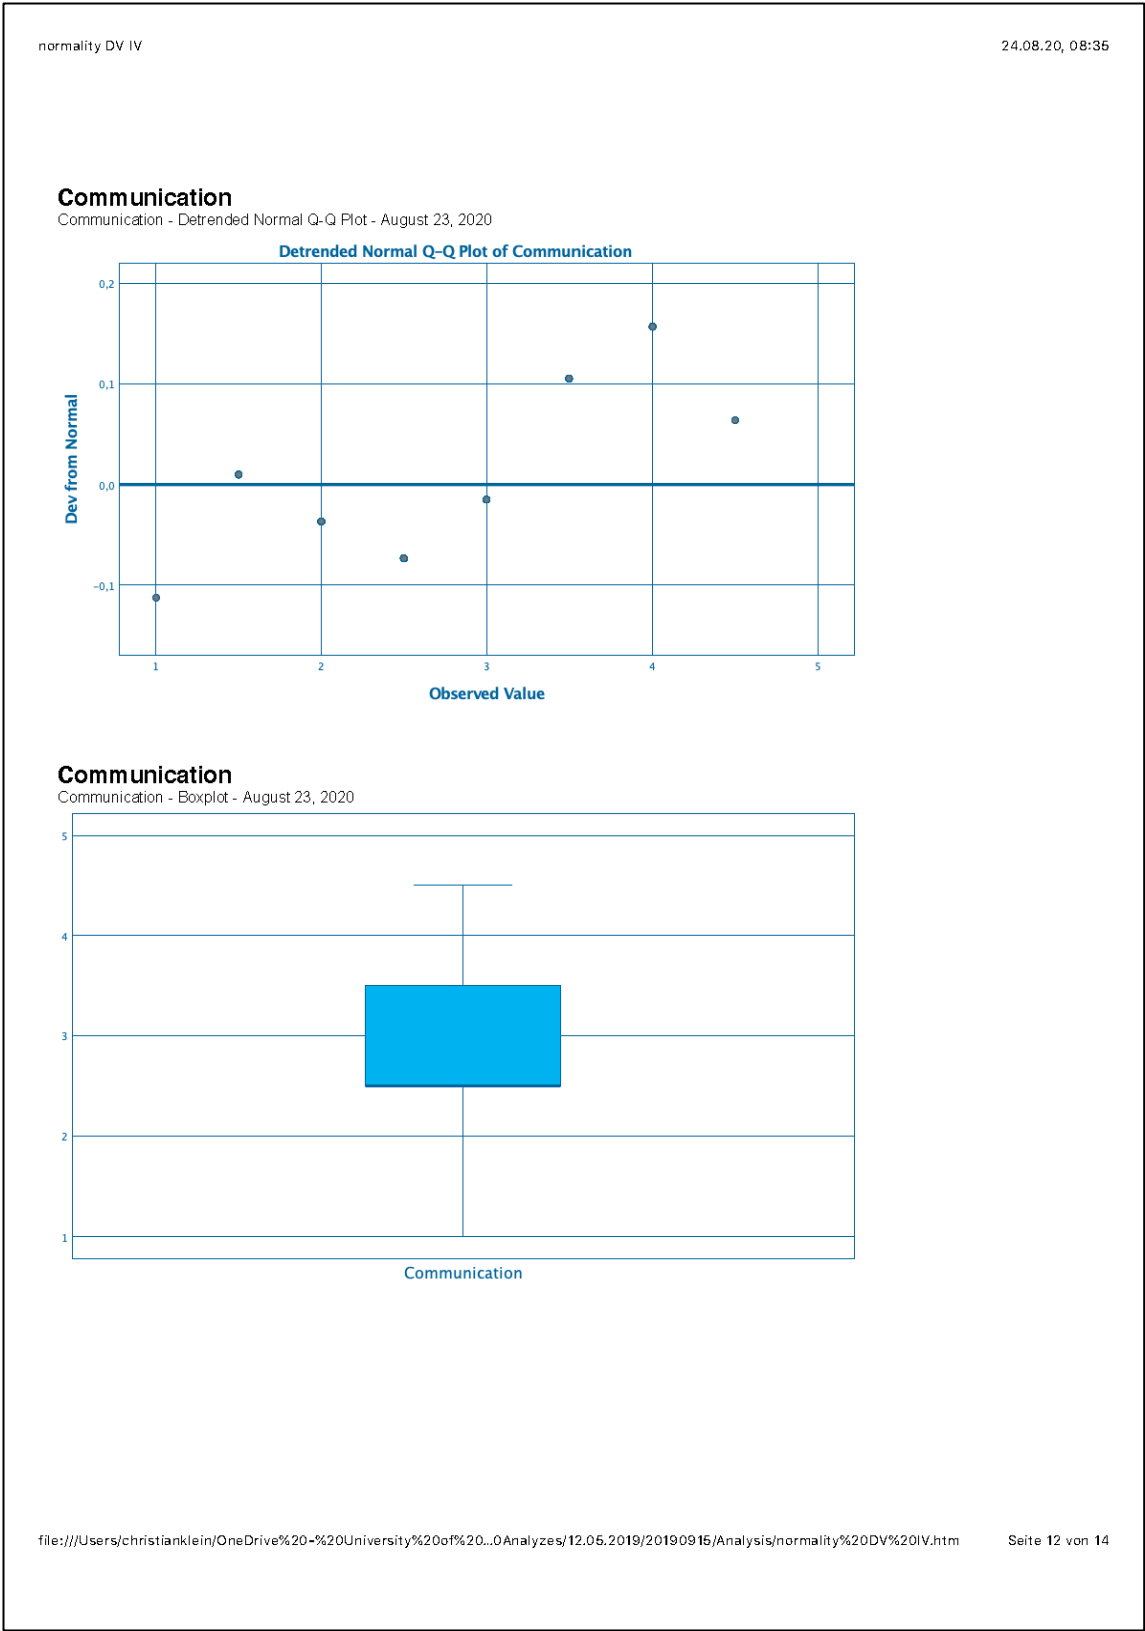 normality DV IV 24.08.20, 08:35
Communication
Communication - Detrended Normal Q-Q Plot - August 23, 2020
Detrended Normal Q-Q Plot of Communication
0,2
0,1
0,0
-0,1
Dev from Normal
1 2 3 4 5
Observed Value
Communication
Communication - Boxplot - August 23, 2020
5
4
3
2
1
Communication
file:///Users/christianklein/OneDrive%20-%20University%20of%20...0Analyzes/12.05.2019/20190915/Analysis/normality%20DV%20IV.htm Seite 12 von 14